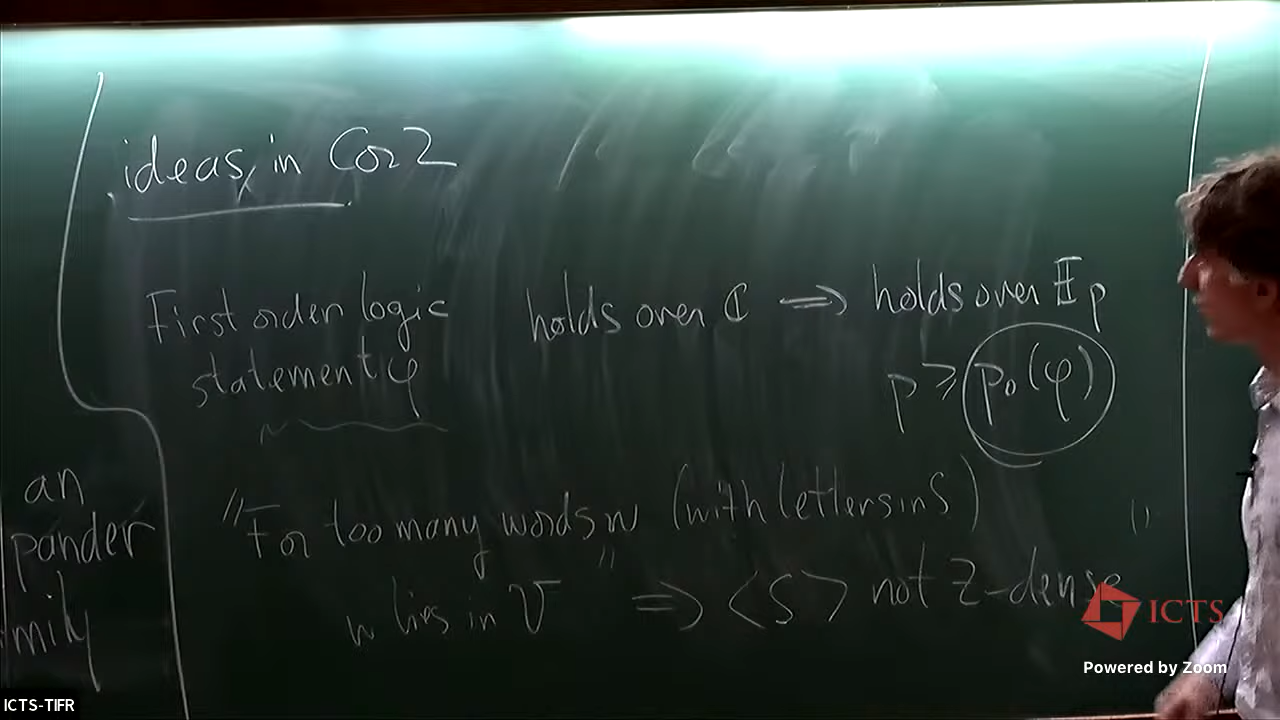 ideas in Cor 2
First order logic holds over ℂ ⟹ holds over 𝔽p
statement φ p ≥ p₀(φ)
"For too many words w (with letters in S)
w lies in V" ⟹ <S> not Z-dense"
an
pander
mily
ICTS
Powered by Zoom
ICTS-TIFR